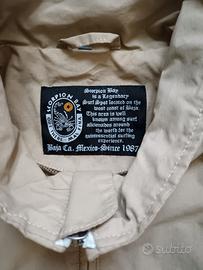 SCORPION BAY
Scorpion Bay
is a Legendary
Surf Spot located on the
west coast of Baja.
This area is well
known among surf
aficionados around
the world for the
quintessential surfing
experience.
Baja Ca. Mexico-Since 1987
subito